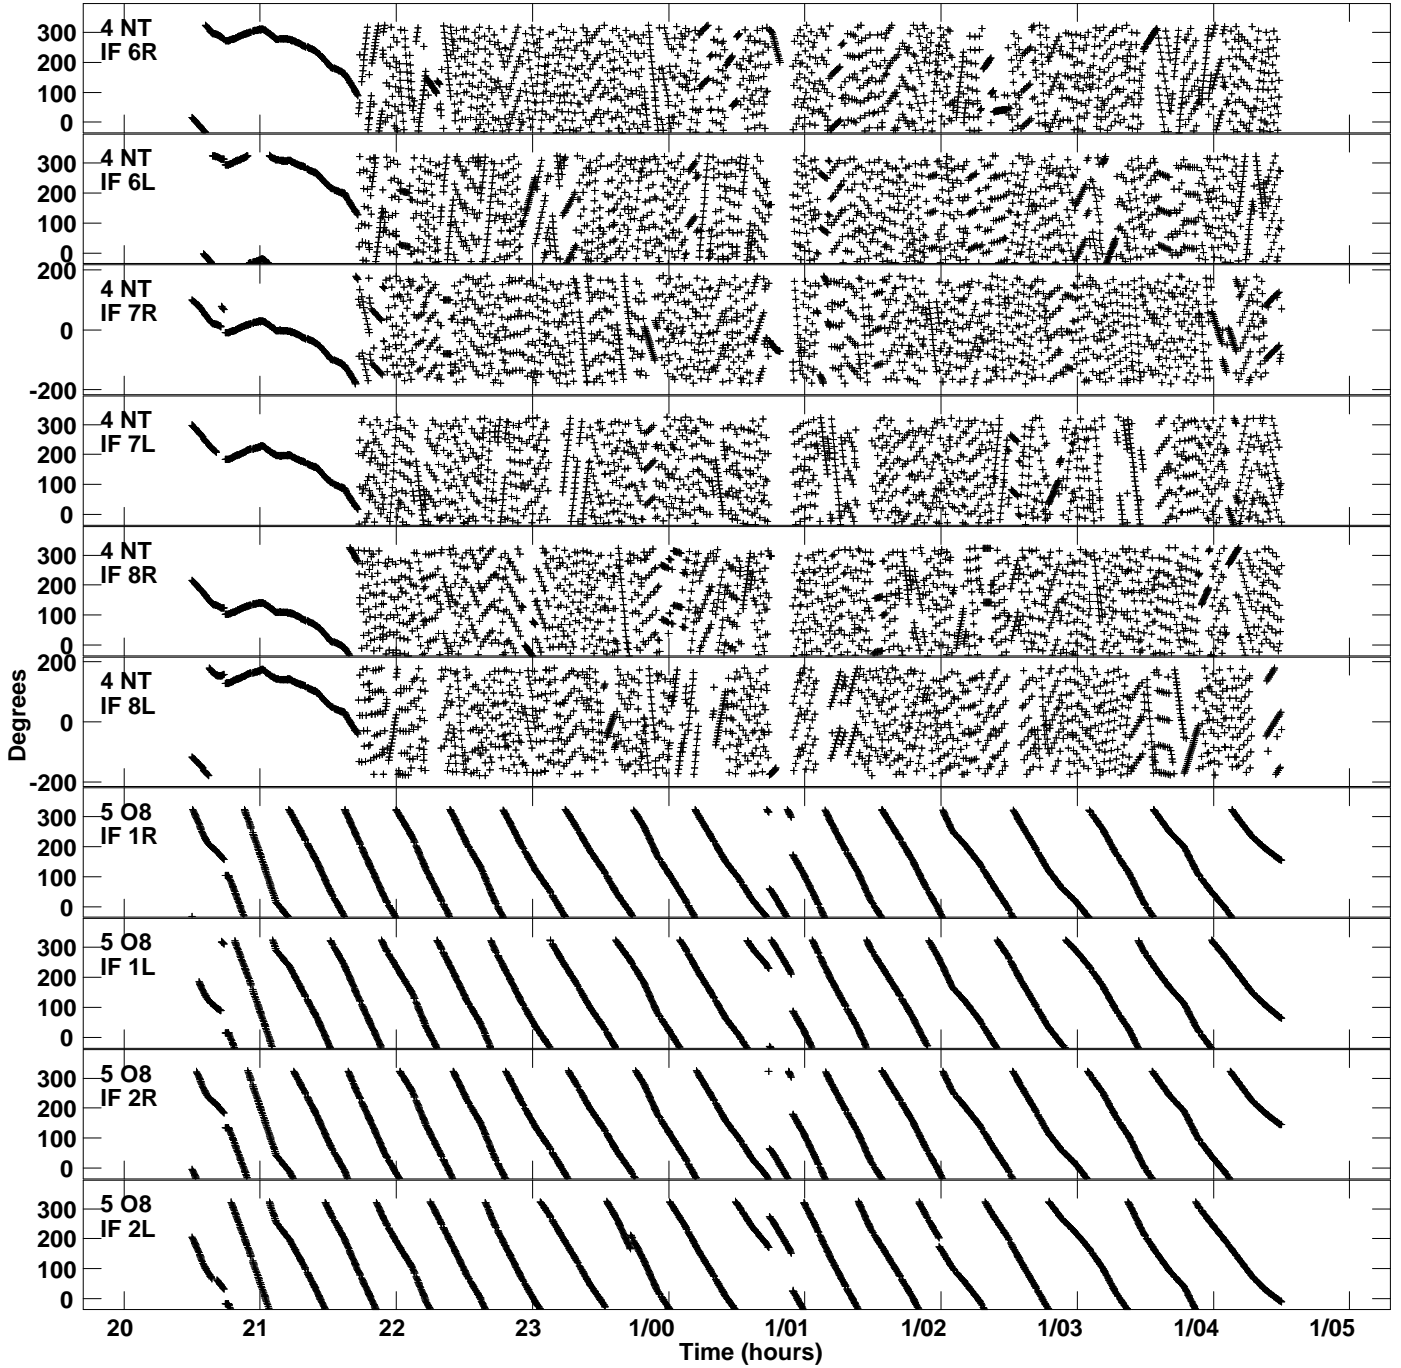 4 NT
IF 6R
300
200
100
0
4 NT
IF 6L
300
200
100
0
4 NT
IF 7R
200
0
-200
4 NT
IF 7L
300
200
100
0
4 NT
IF 8R
300
200
100
0
4 NT
IF 8L
200
0
-200
Degrees
5 O8
IF 1R
300
200
100
0
5 O8
IF 1L
300
200
100
0
5 O8
IF 2R
300
200
100
0
5 O8
IF 2L
300
200
100
0
20 21 22 23 1/00 1/01 1/02 1/03 1/04 1/05
Time (hours)